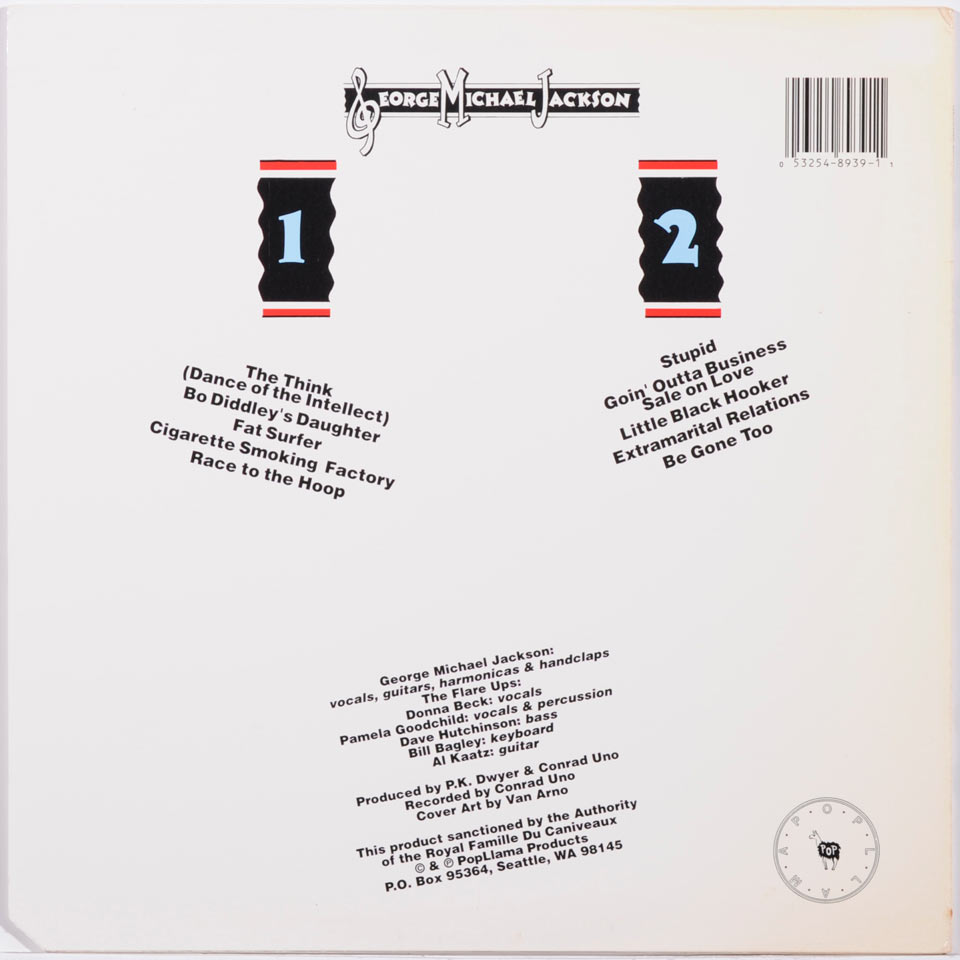 George Michael Jackson
0 53254-8939-1 1
1
The Think
(Dance of the Intellect)
Bo Diddley's Daughter
Fat Surfer
Cigarette Smoking Factory
Race to the Hoop
2
Stupid
Goin' Outta Business
Sale on Love
Little Black Hooker
Extramarital Relations
Be Gone Too
George Michael Jackson:
vocals, guitars, harmonicas & handclaps
The Flare Ups:
Donna Beck: vocals
Pamela Goodchild: vocals & percussion
Dave Hutchinson: bass
Bill Bagley: keyboard
Al Kaatz: guitar
Produced by P.K. Dwyer & Conrad Uno
Recorded by Conrad Uno
Cover Art by Van Arno
This product sanctioned by the Authority
of the Royal Famille Du Caniveaux
© & ℗ PopLlama Products
P.O. Box 95364, Seattle, WA 98145
POPLLAMA
POP